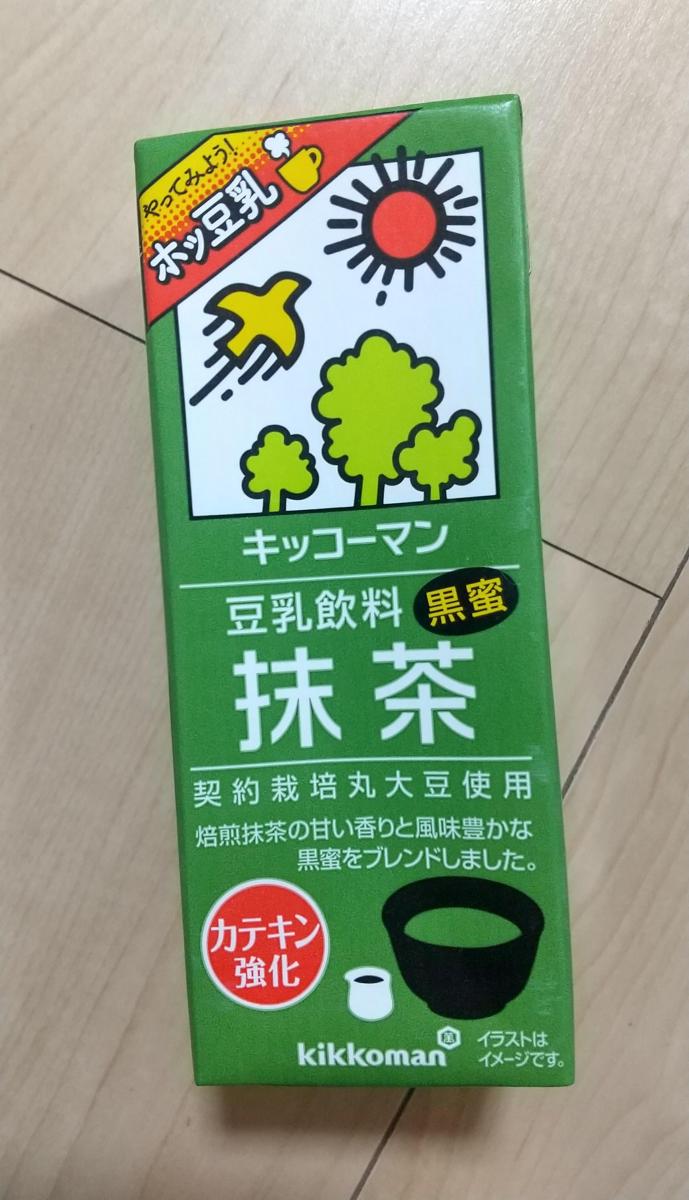 やってみよう!
ホッ豆乳
キッコーマン
豆乳飲料 黒蜜
抹茶
契約栽培丸大豆使用
焙煎抹茶の甘い香りと風味豊かな
黒蜜をブレンドしました。
カテキン
強化
kikkoman 萬
イラストは
イメージです。